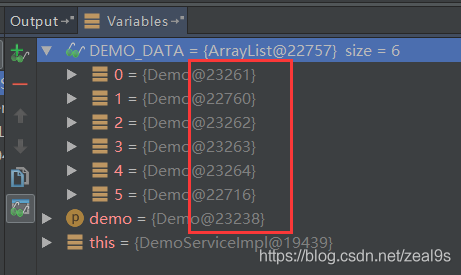 Output Variables
DEMO_DATA = {ArrayList@22757} size = 6
0 = {Demo@23261}
1 = {Demo@22760}
2 = {Demo@23262}
3 = {Demo@23263}
4 = {Demo@23264}
5 = {Demo@22716}
p demo = {Demo@23238}
this = {DemoServiceImpl@19439}
https://blog.csdn.net/zeal9s